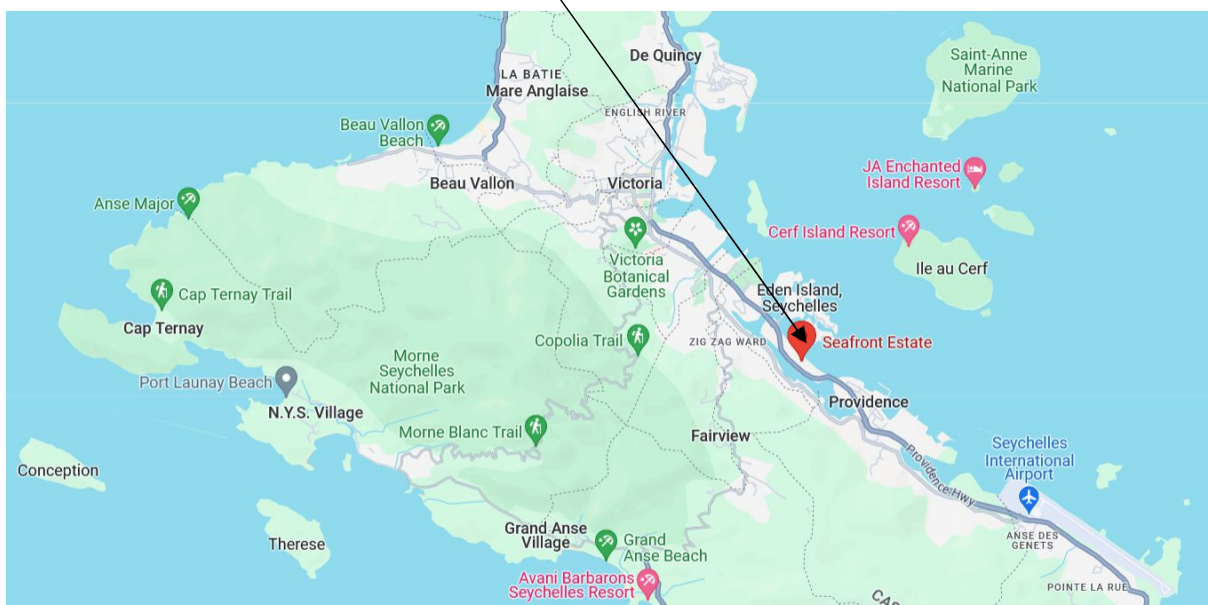 De Quincy
Saint-Anne
Marine
National Park
LA BATIE
Mare Anglaise
ENGLISH RIVER
Beau Vallon
Beach
JA Enchanted
Island Resort
Beau Vallon
Victoria
Anse Major
Cerf Island Resort
Victoria
Botanical
Gardens
Ile au Cerf
Cap Ternay Trail
Eden Island,
Seychelles
Cap Ternay
Copolia Trail
ZIG ZAG WARD
Seafront Estate
Morne
Seychelles
National Park
Port Launay Beach
N.Y.S. Village
Providence
Morne Blanc Trail
Fairview
Seychelles
International
Airport
Conception
Providence Hwy
Grand Anse
Village
Therese
Grand
Anse Beach
ANSE DES
GENETS
Avani Barbarons
Seychelles Resort
POINTE LA RUE